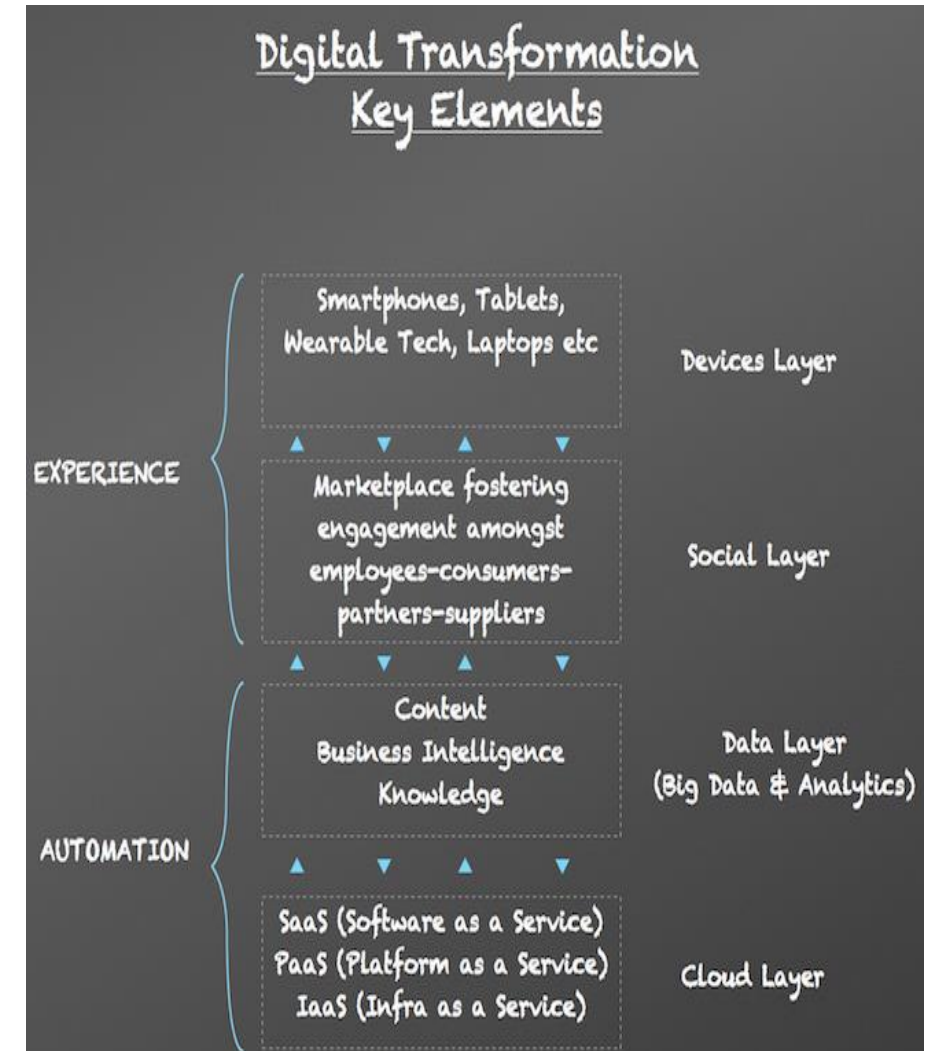 Digital Transformation
Key Elements
Smartphones, Tablets,
Wearable Tech, Laptops etc
Devices Layer
EXPERIENCE
Marketplace fostering
engagement amongst
employees-consumers-
partners-suppliers
Social Layer
Content
Business Intelligence
Knowledge
Data Layer
(Big Data & Analytics)
AUTOMATION
SaaS (Software as a Service)
PaaS (Platform as a Service)
IaaS (Infra as a Service)
Cloud Layer